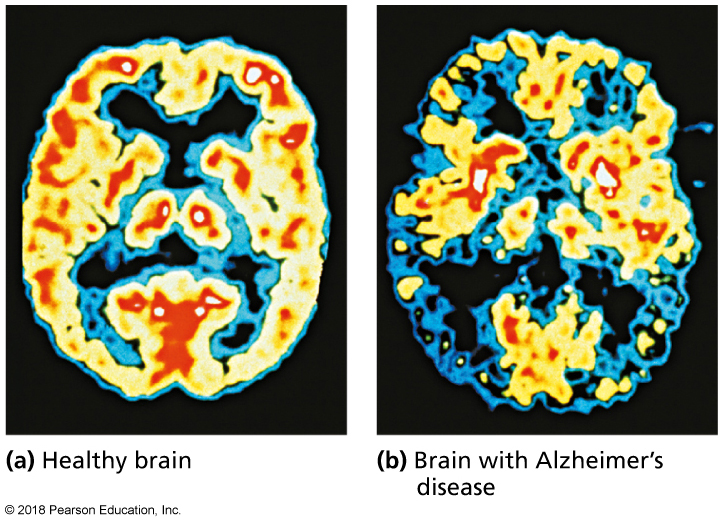 (a) Healthy brain
(b) Brain with Alzheimer's
disease
© 2018 Pearson Education, Inc.